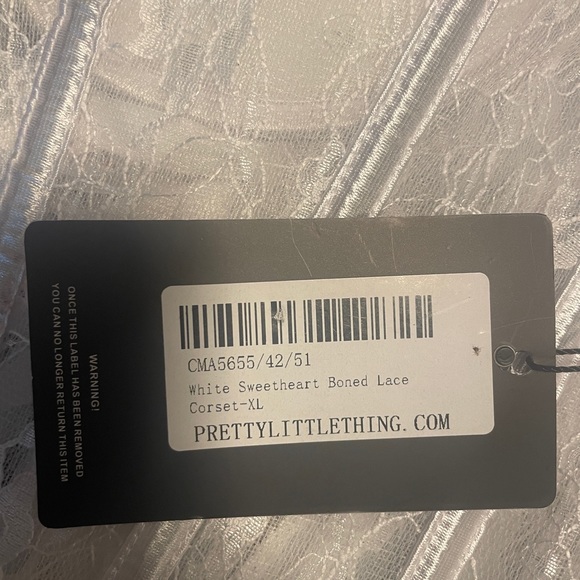 CMA5655/42/51
White Sweetheart Boned Lace
Corset-XL
PRETTYLITTLETHING.COM
WARNING!
ONCE THIS LABEL HAS BEEN REMOVED
YOU CAN NO LONGER RETURN THIS ITEM